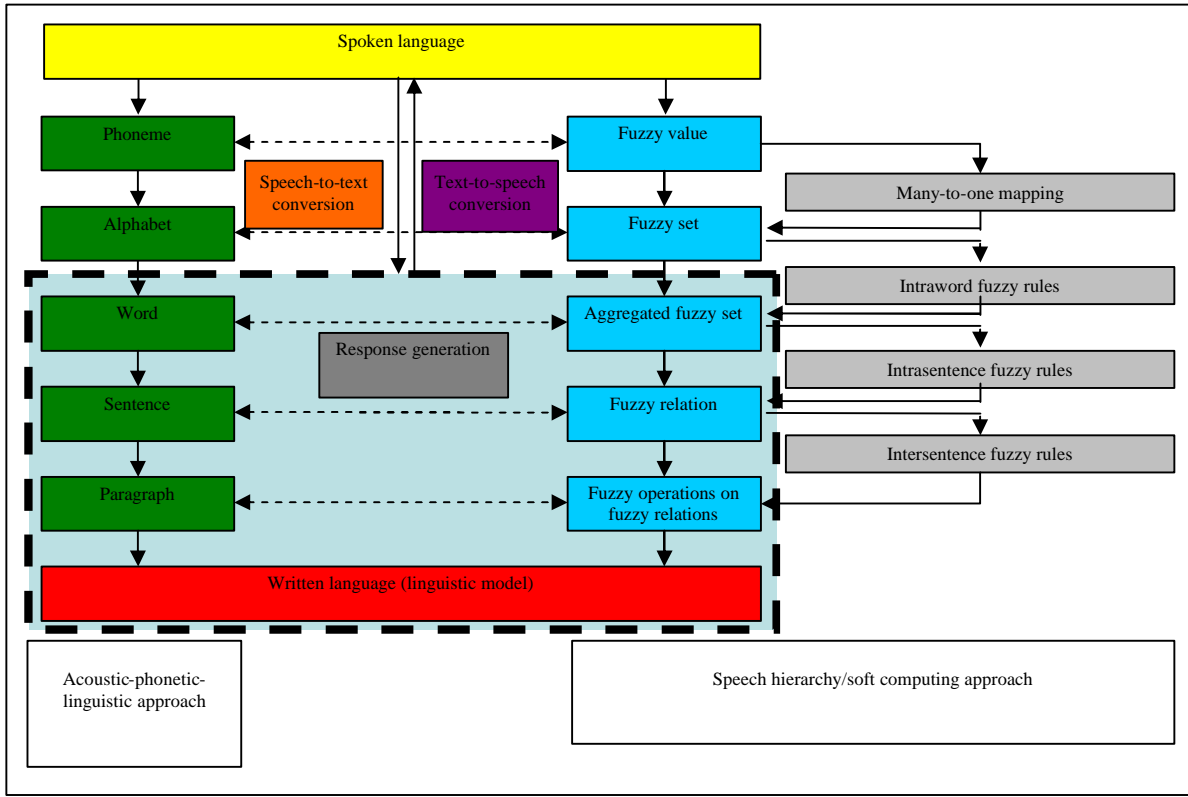 Spoken language
Phoneme
Fuzzy value
Speech-to-text
conversion
Text-to-speech
conversion
Many-to-one mapping
Alphabet
Fuzzy set
Intraword fuzzy rules
Word
Aggregated fuzzy set
Response generation
Intrasentence fuzzy rules
Sentence
Fuzzy relation
Intersentence fuzzy rules
Paragraph
Fuzzy operations on
fuzzy relations
Written language (linguistic model)
Acoustic-phonetic-
linguistic approach
Speech hierarchy/soft computing approach